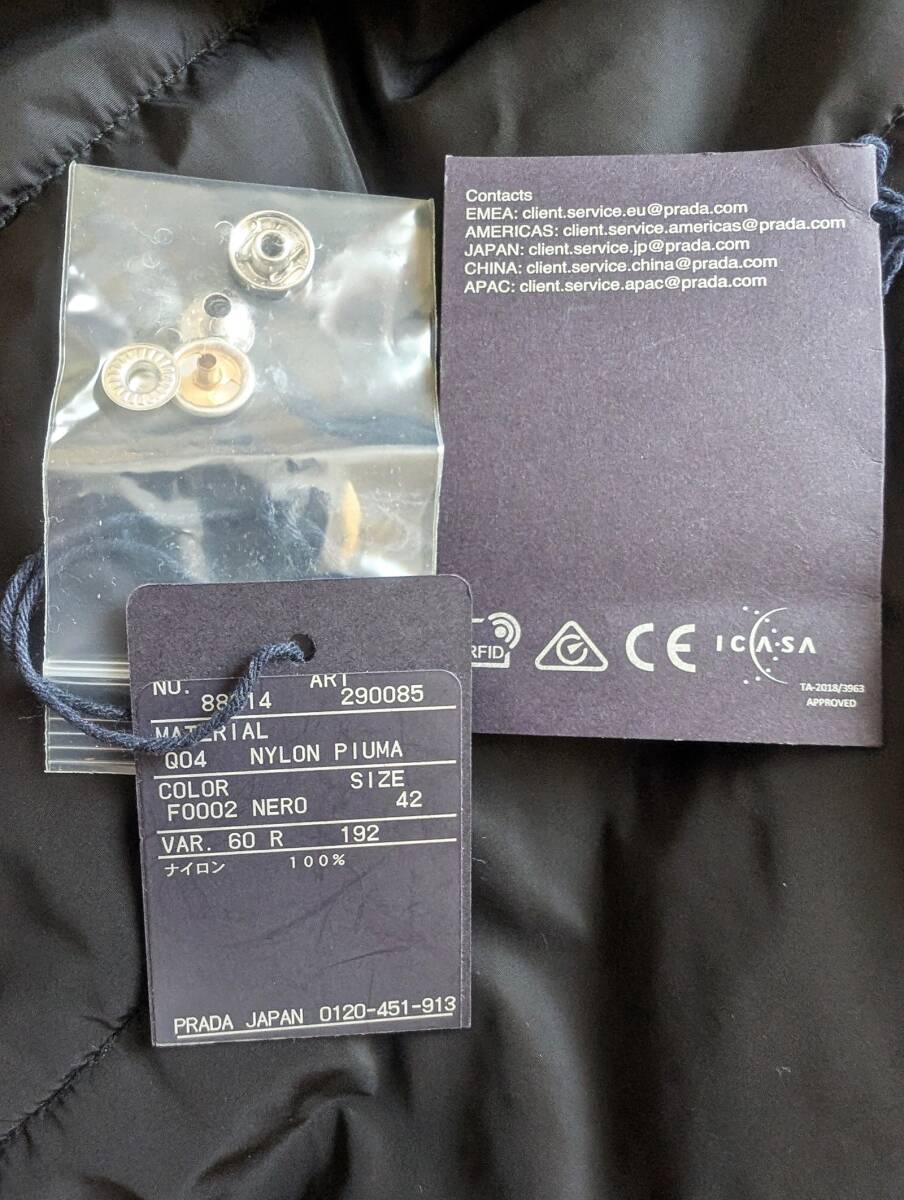 Contacts
EMEA: client.service.eu@prada.com
AMERICAS: client.service.americas@prada.com
JAPAN: client.service.jp@prada.com
CHINA: client.service.china@prada.com
APAC: client.service.apac@prada.com
RFID
CE
ICASA
TA-2018/3963
APPROVED
NO. ART
290085
MATERIAL
Q04 NYLON PIUMA
COLOR SIZE
F0002 NERO 42
VAR. 60 R 192
ナイロン 100%
PRADA JAPAN 0120-451-913